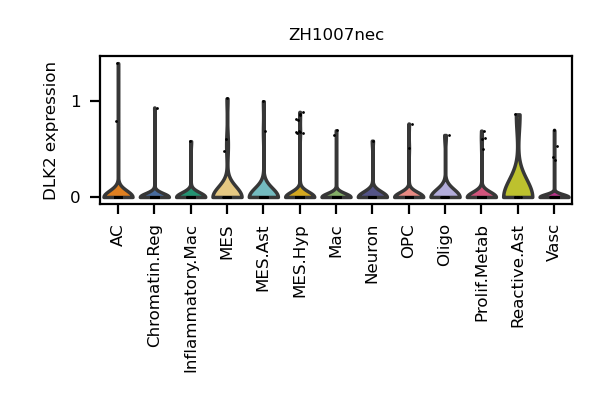 ZH1007nec
DLK2 expression
1
0
AC
Chromatin.Reg
Inflammatory.Mac
MES
MES.Ast
MES.Hyp
Mac
Neuron
OPC
Oligo
Prolif.Metab
Reactive.Ast
Vasc